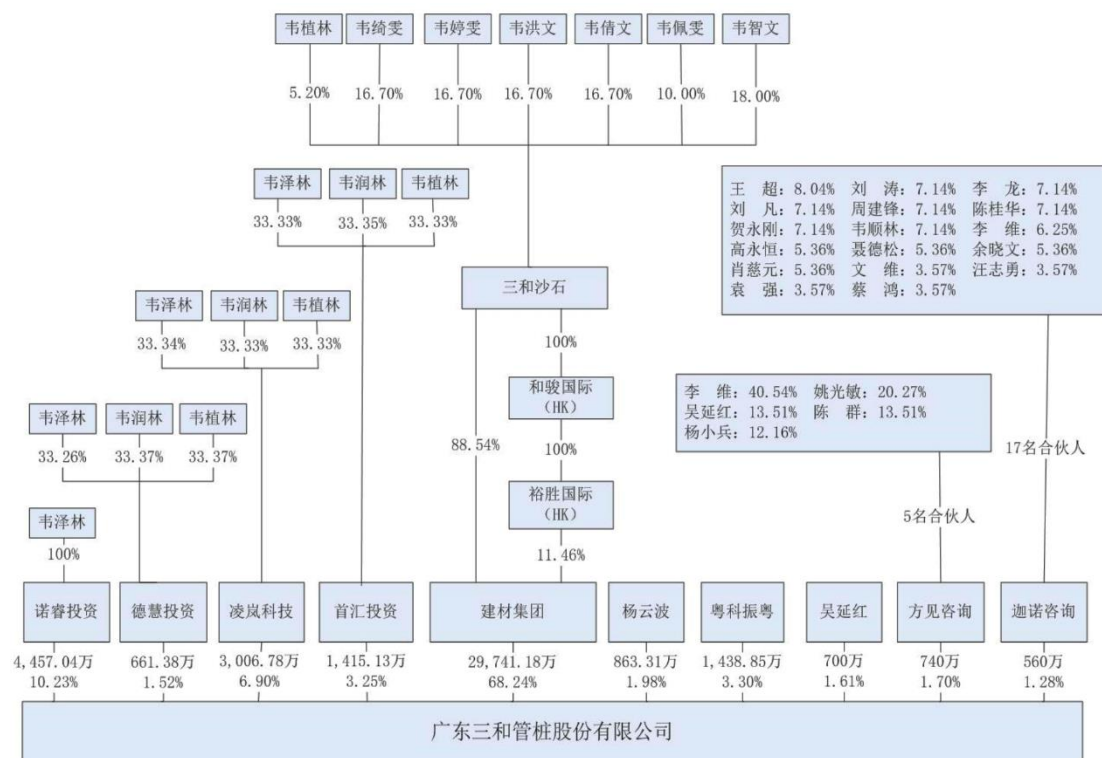 韦植林 韦绮雯 韦婷雯 韦洪文 韦倩文 韦佩雯 韦智文
5.20% 16.70% 16.70% 16.70% 16.70% 10.00% 18.00%
韦泽林 韦润林 韦植林
33.33% 33.35% 33.33%
王 超：8.04% 刘 涛：7.14% 李 龙：7.14%
刘 凡：7.14% 周建锋：7.14% 陈桂华：7.14%
贺永刚：7.14% 韦顺林：7.14% 李 维：6.25%
高永恒：5.36% 聂德松：5.36% 余晓文：5.36%
肖慈元：5.36% 文 维：3.57% 汪志勇：3.57%
袁 强：3.57% 蔡 鸿：3.57%
三和沙石
韦泽林 韦润林 韦植林
33.34% 33.33% 33.33%
100%
和骏国际
（HK）
李 维：40.54% 姚光敏：20.27%
吴延红：13.51% 陈 群：13.51%
杨小兵：12.16%
韦泽林 韦润林 韦植林
33.26% 33.37% 33.37%
88.54%
100%
17名合伙人
裕胜国际
（HK）
5名合伙人
韦泽林
100%
11.46%
诺睿投资 德慧投资 凌岚科技 首汇投资 建材集团 杨云波 粤科振粤 吴延红 方见咨询 迦诺咨询
4,457.04万 661.38万 3,006.78万 1,415.13万 29,741.18万 863.31万 1,438.85万 700万 740万 560万
10.23% 1.52% 6.90% 3.25% 68.24% 1.98% 3.30% 1.61% 1.70% 1.28%
广东三和管桩股份有限公司